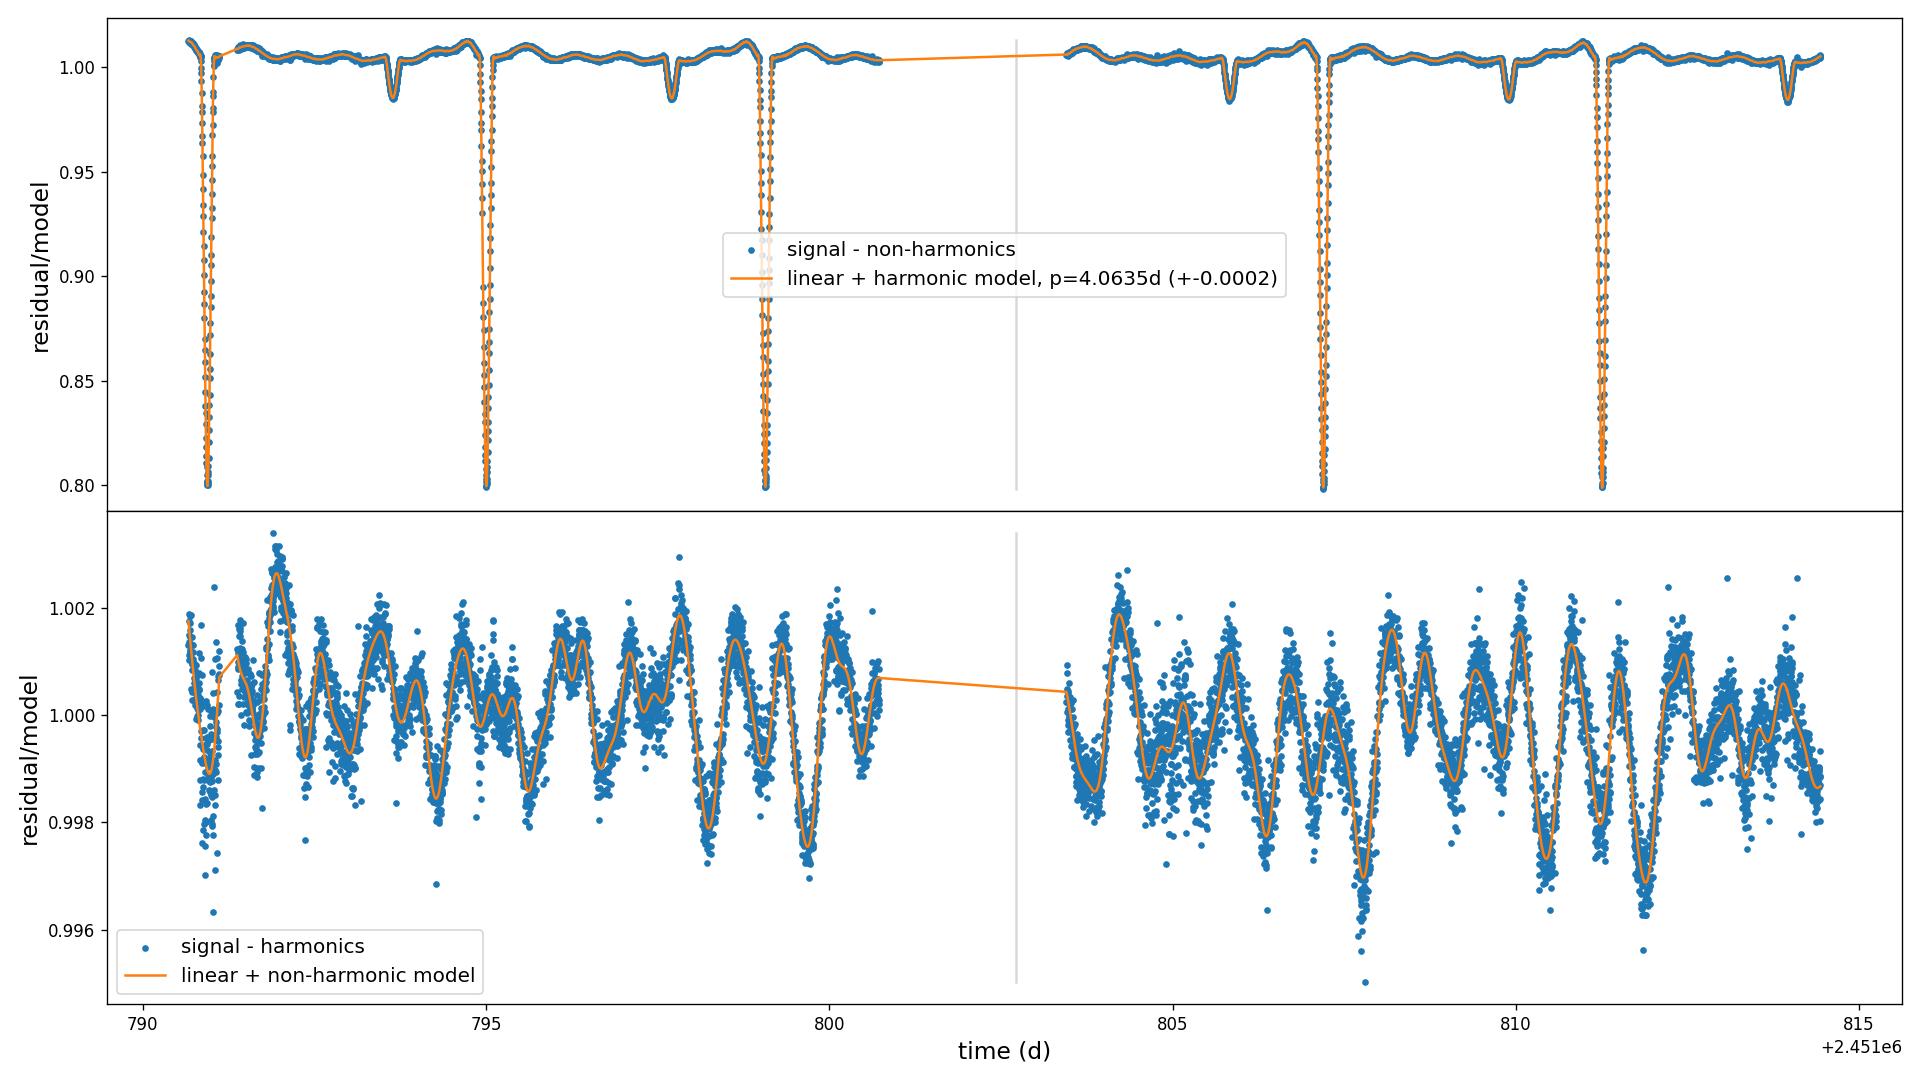 residual/model
1.00
0.95
0.90
0.85
0.80
signal - non-harmonics
linear + harmonic model, p=4.0635d (+-0.0002)
residual/model
1.002
1.000
0.998
0.996
signal - harmonics
linear + non-harmonic model
790
795
800
805
810
815
time (d)
+2.451e6